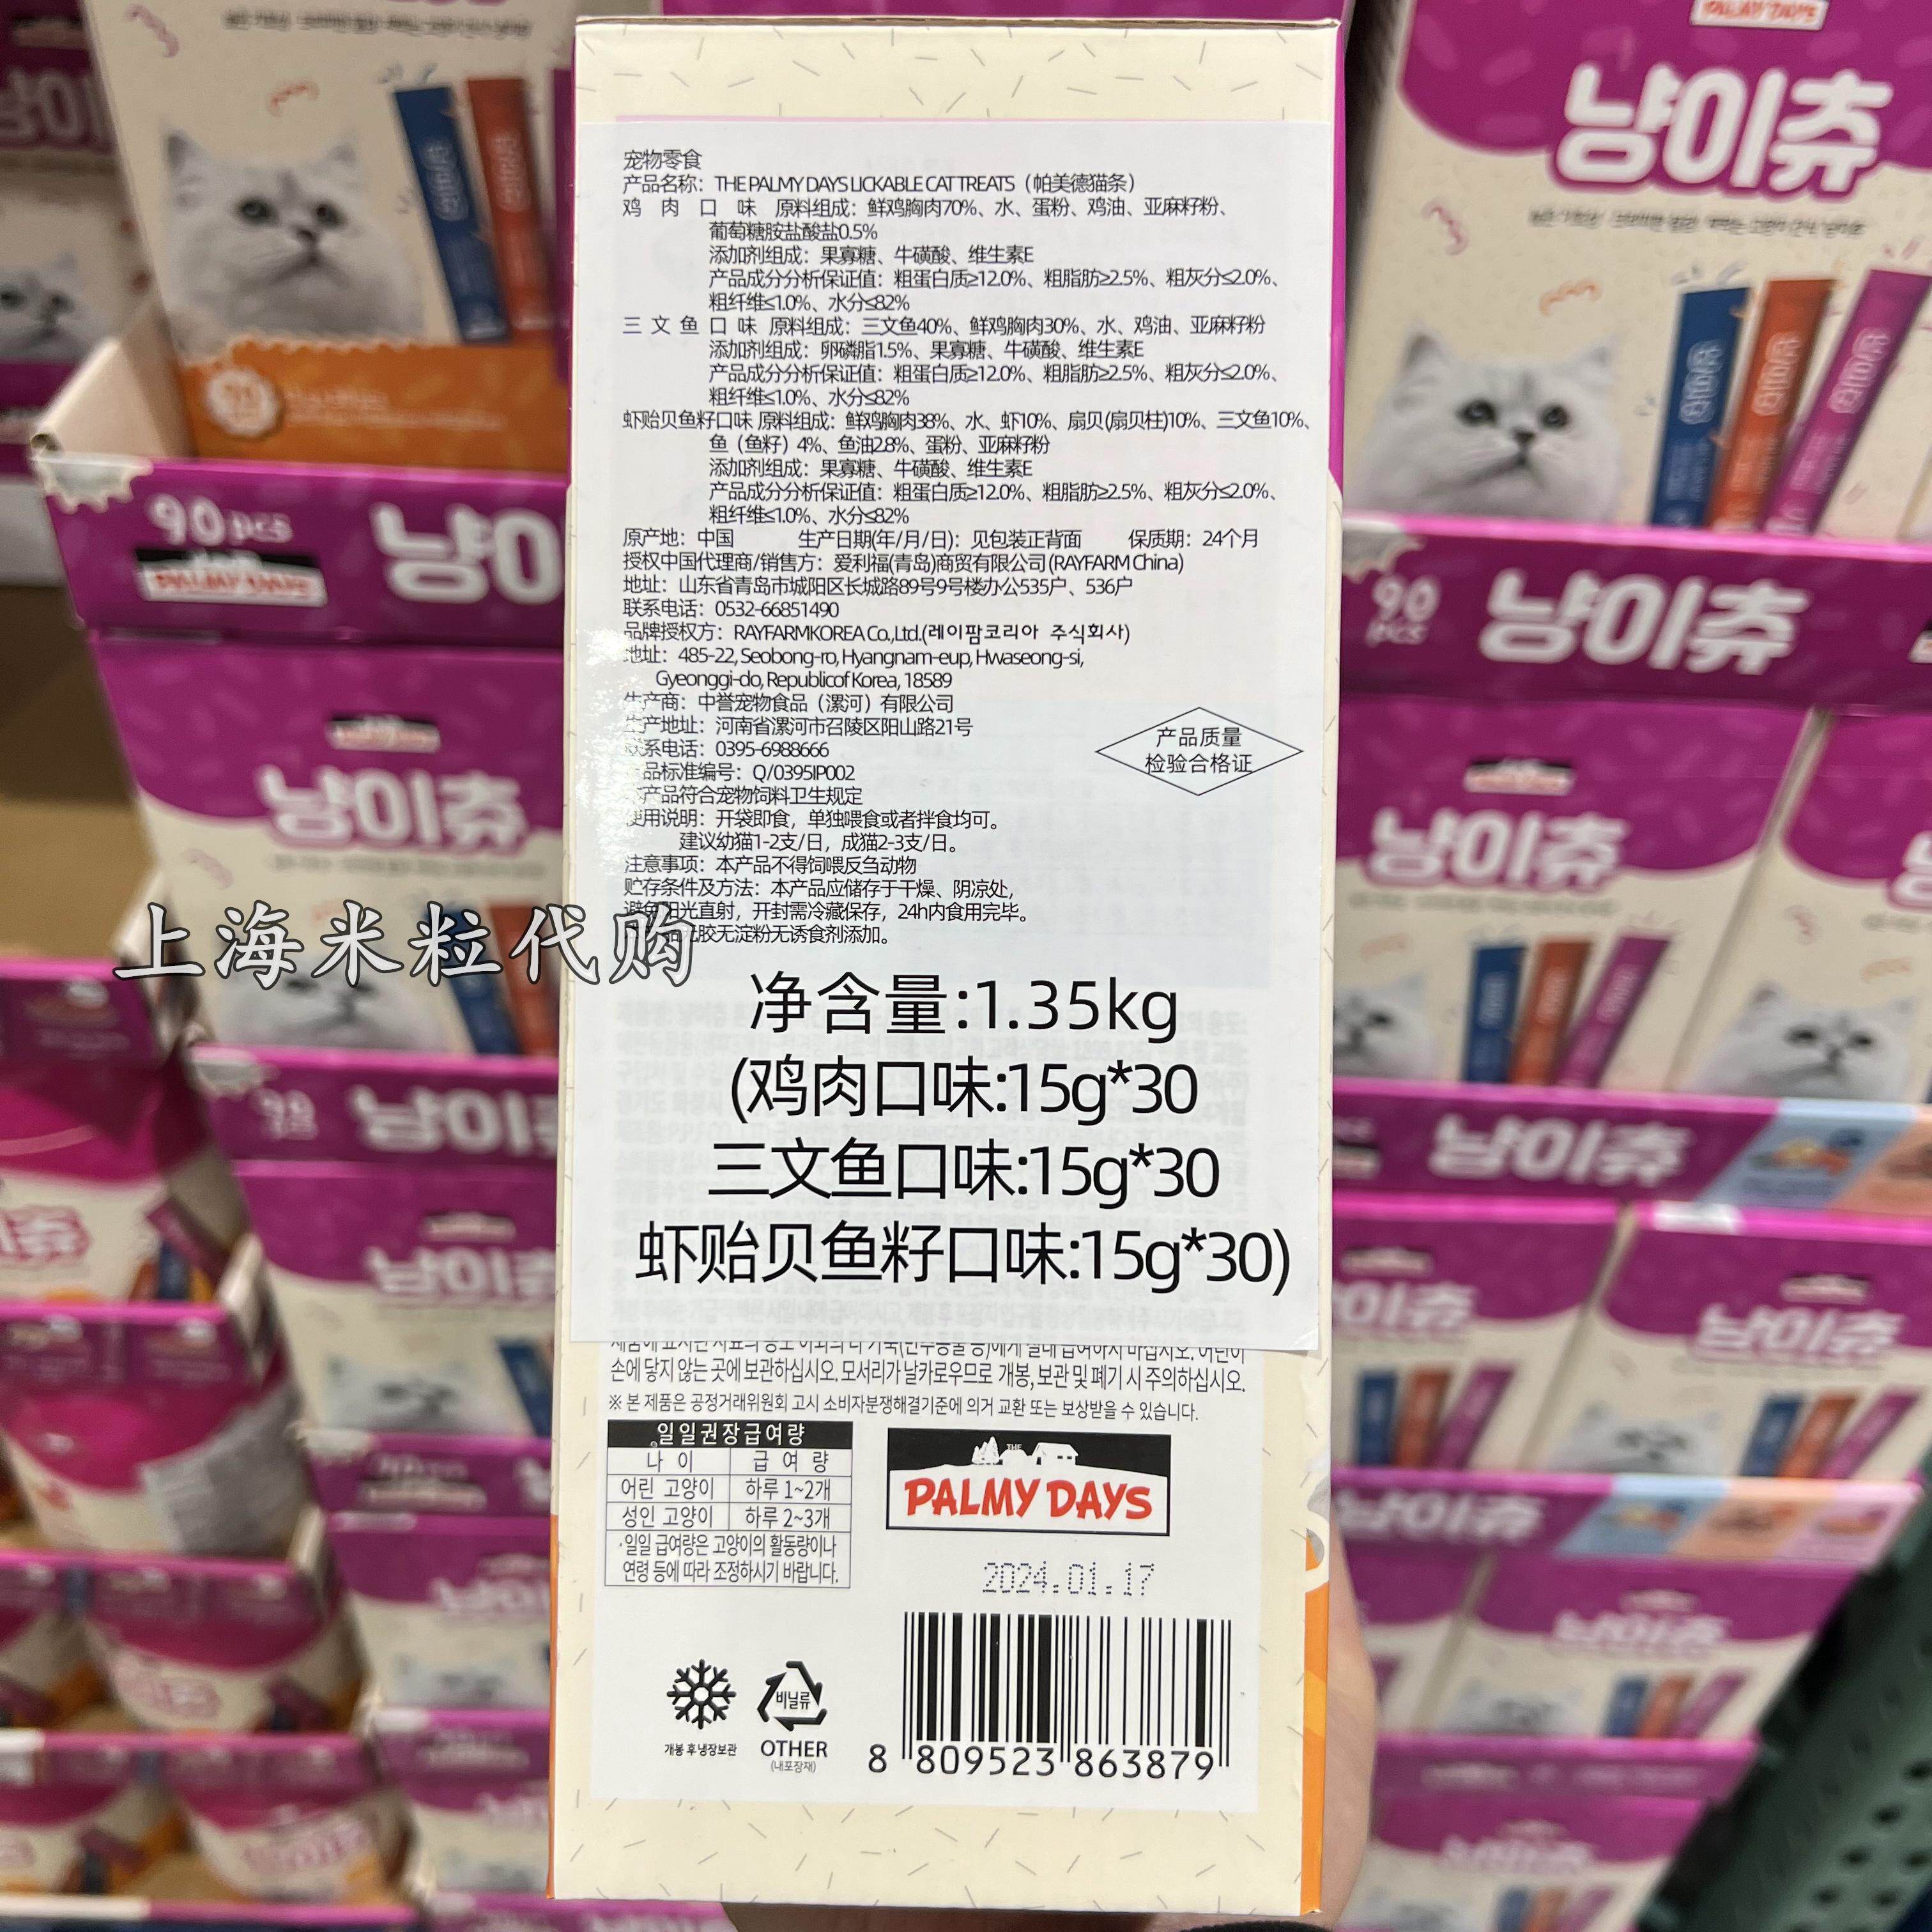 宠物零食
产品名称：THE PALMY DAYS LICKABLE CAT TREATS（帕美德猫条）
鸡肉口味 原料组成：鲜鸡胸肉70%、水、蛋粉、鸡油、亚麻籽粉、
葡萄糖胺盐酸盐0.5%
添加剂组成：果寡糖、牛磺酸、维生素E
产品成分分析保证值：粗蛋白质≥12.0%、粗脂肪≥2.5%、粗灰分≤2.0%、
粗纤维≤1.0%、水分≤82%
三文鱼口味 原料组成：三文鱼40%、鲜鸡胸肉30%、水、鸡油、亚麻籽粉
添加剂组成：卵磷脂1.5%、果寡糖、牛磺酸、维生素E
产品成分分析保证值：粗蛋白质≥12.0%、粗脂肪≥2.5%、粗灰分≤2.0%、
粗纤维≤1.0%、水分≤82%
虾贻贝鱼籽口味 原料组成：鲜鸡胸肉38%、水、虾10%、扇贝(扇贝柱)10%、三文鱼10%、
鱼（鱼籽）4%、鱼油2.8%、蛋粉、亚麻籽粉
添加剂组成：果寡糖、牛磺酸、维生素E
产品成分分析保证值：粗蛋白质≥12.0%、粗脂肪≥2.5%、粗灰分≤2.0%、
粗纤维≤1.0%、水分≤82%
原产地：中国 生产日期(年/月/日)：见包装正背面 保质期：24个月
授权中国代理商/销售方：爱利福(青岛)商贸有限公司(RAYFARM China)
地址：山东省青岛市城阳区长城路89号9号楼办公535户、536户
联系电话：0532-66851490
品牌授权方：RAYFARMKOREA Co.,Ltd.(레이팜코리아 주식회사)
地址：485-22, Seobong-ro, Hyangnam-eup, Hwaseong-si,
Gyeonggi-do, Republicof Korea, 18589
生产商：中誉宠物食品（漯河）有限公司
生产地址：河南省漯河市召陵区阳山路21号
联系电话：0395-6988666
品标准编号：Q/0395IP002
产品符合宠物饲料卫生规定
使用说明：开袋即食，单独喂食或者拌食均可。
建议幼猫1-2支/日，成猫2-3支/日。
注意事项：本产品不得饲喂反刍动物
贮存条件及方法：本产品应储存于干燥、阴凉处，
避免阳光直射，开封需冷藏保存，24h内食用完毕。
无胶无淀粉无诱食剂添加。
产品质量
检验合格证
上海米粒代购
净含量:1.35kg
(鸡肉口味:15g*30
三文鱼口味:15g*30
虾贻贝鱼籽口味:15g*30)
손에 닿지 않는 곳에 보관하십시오. 모서리가 날카로우므로 개봉, 보관 및 폐기 시 주의하십시오.
※ 본 제품은 공정거래위원회 고시 소비자분쟁해결기준에 의거 교환 또는 보상받을 수 있습니다.
일일권장급여량
나 이 급 여 량
어린 고양이 하루 1~2개
성인 고양이 하루 2~3개
·일일 급여량은 고양이의 활동량이나
연령 등에 따라 조정하시기 바랍니다.
THE
PALMY DAYS
2024.01.17
개봉 후 냉장보관
비닐류
OTHER
(내포장재)
8 809523 863879
냥이츄
90 pcs
PALMY DAYS
냥이츄
90 pcs
냥이츄
냥이츄
냥이츄
냥이츄
냥이츄